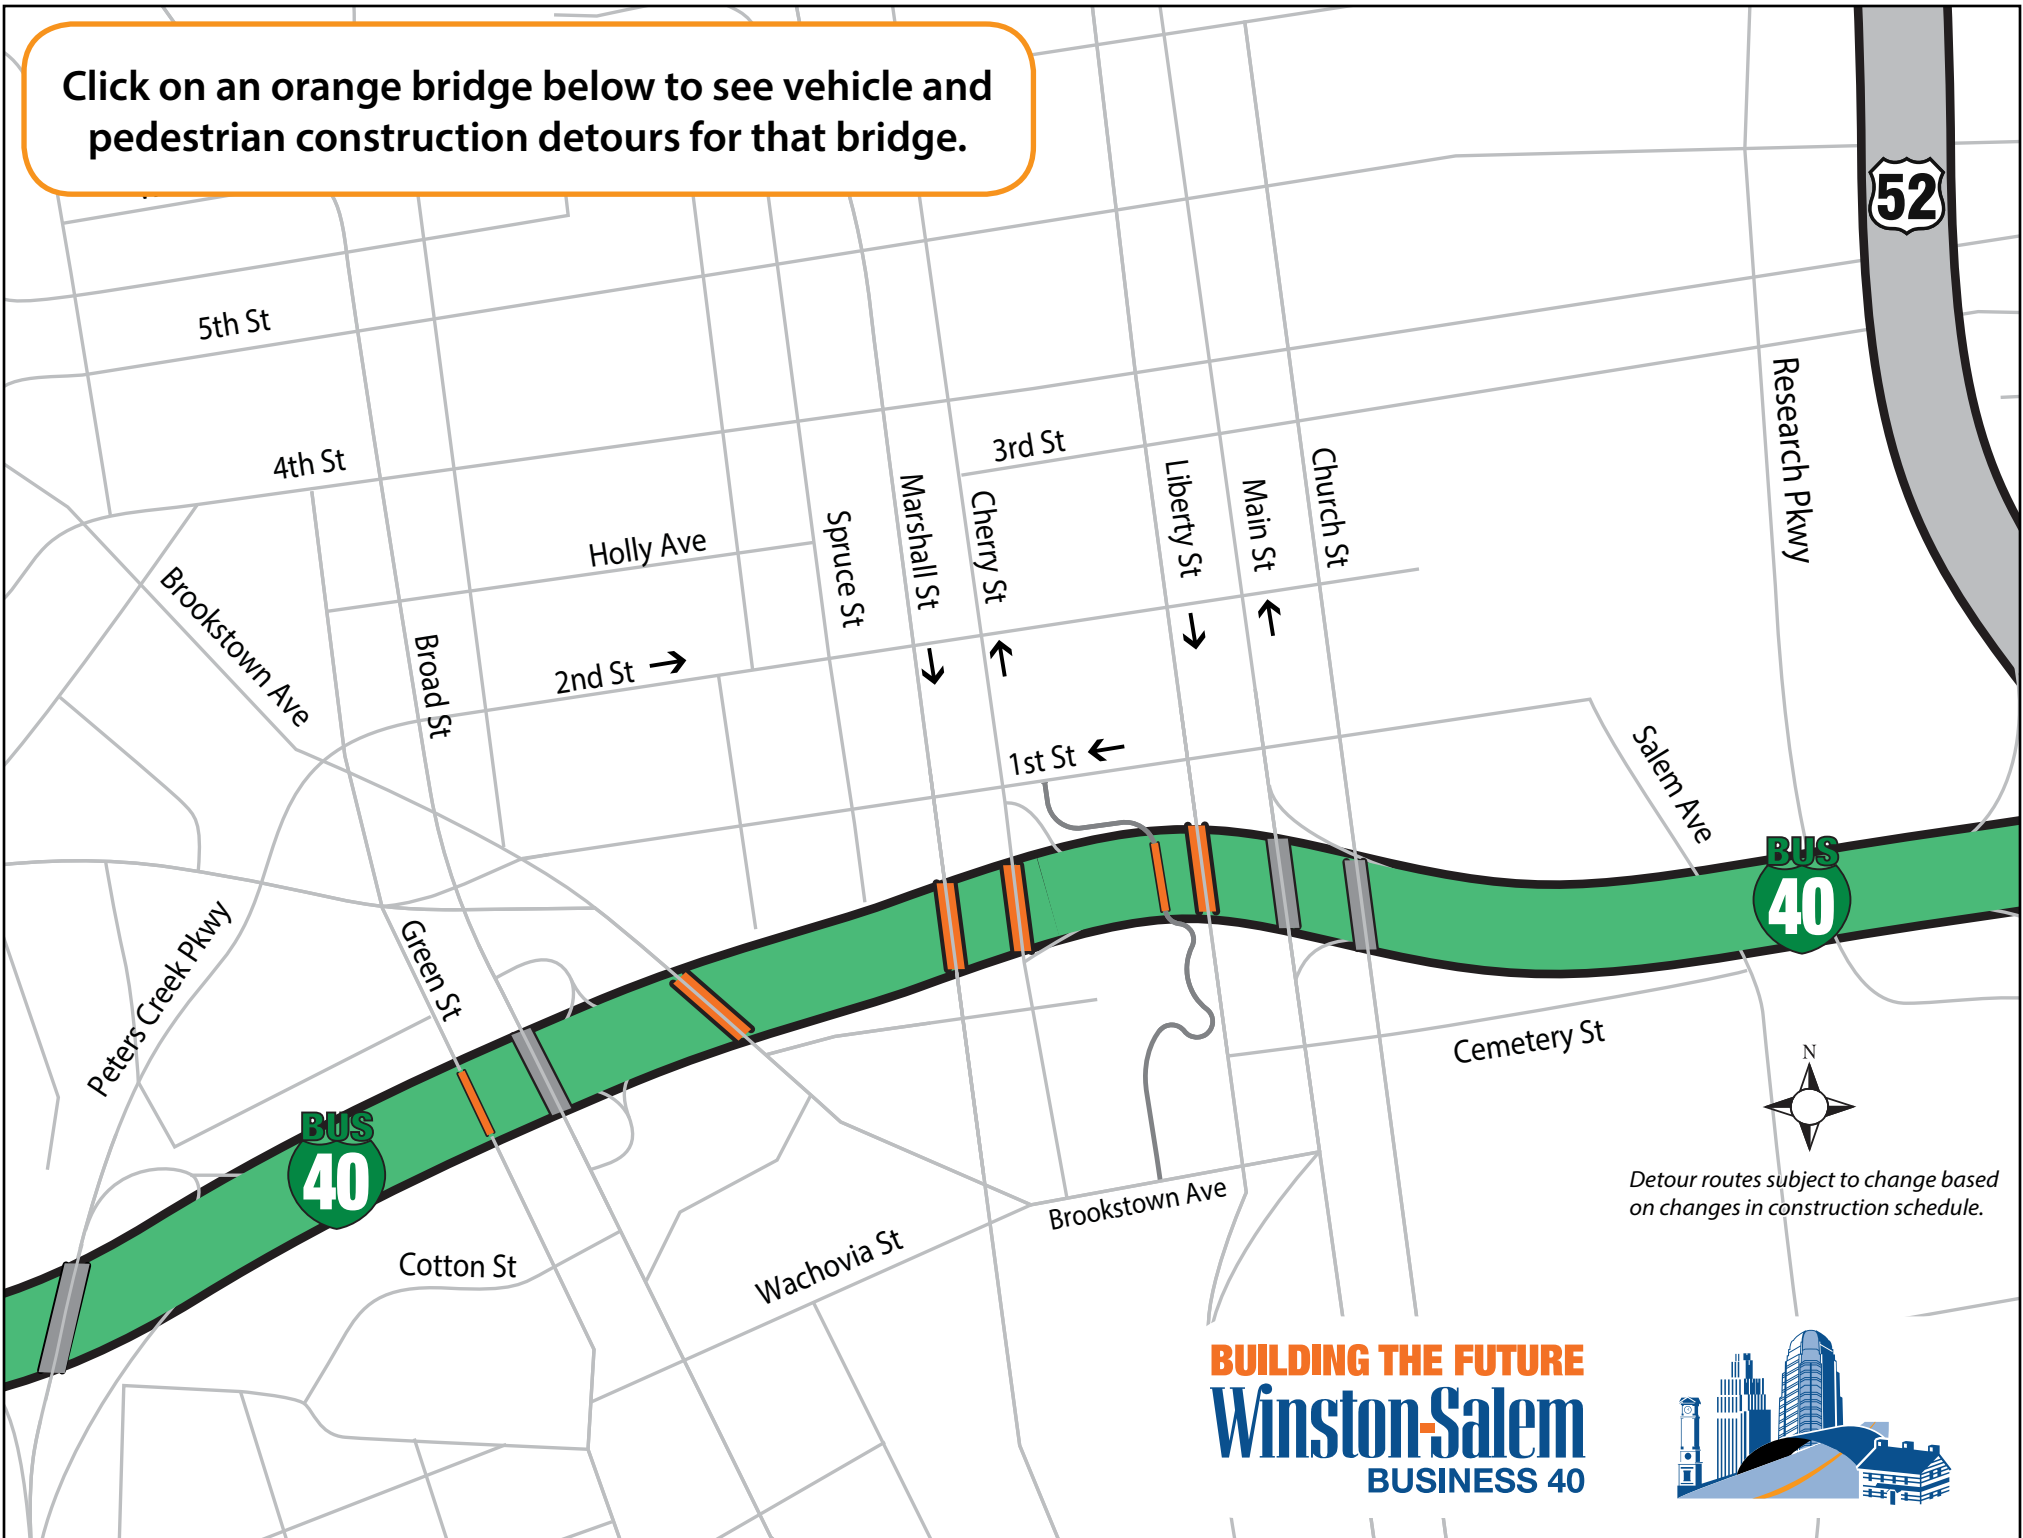 Click on an orange bridge below to see vehicle and
pedestrian construction detours for that bridge.
52
5th St
4th St
3rd St
Research Pkwy
Holly Ave
Spruce St
Marshall St
Cherry St
Liberty St
Main St
Church St
Brookstown Ave
Broad St
2nd St
1st St
Salem Ave
BUS
40
Peters Creek Pkwy
Green St
Cemetery St
N
BUS
40
Detour routes subject to change based
on changes in construction schedule.
Brookstown Ave
Cotton St
Wachovia St
BUILDING THE FUTURE
Winston-Salem
BUSINESS 40